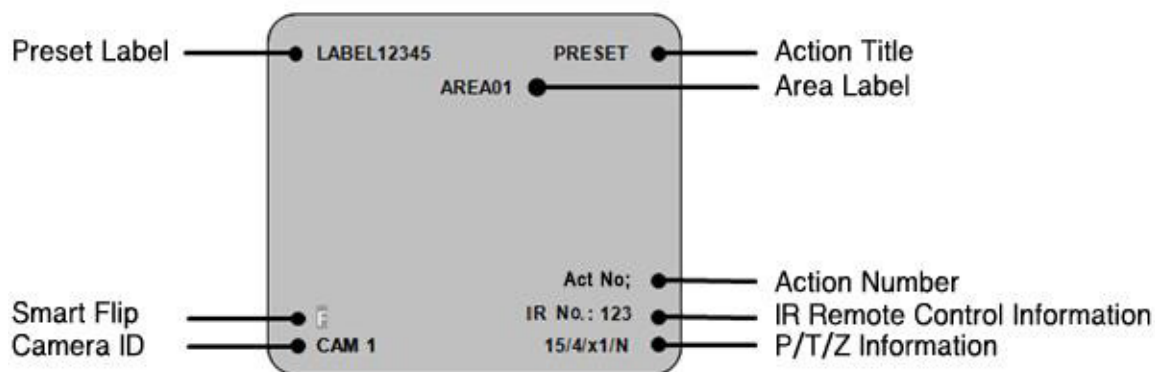 Preset Label LABEL12345 PRESET Action Title
AREA01 Area Label
Act No; Action Number
Smart Flip F IR No.: 123 IR Remote Control Information
Camera ID CAM 1 15/4/x1/N P/T/Z Information